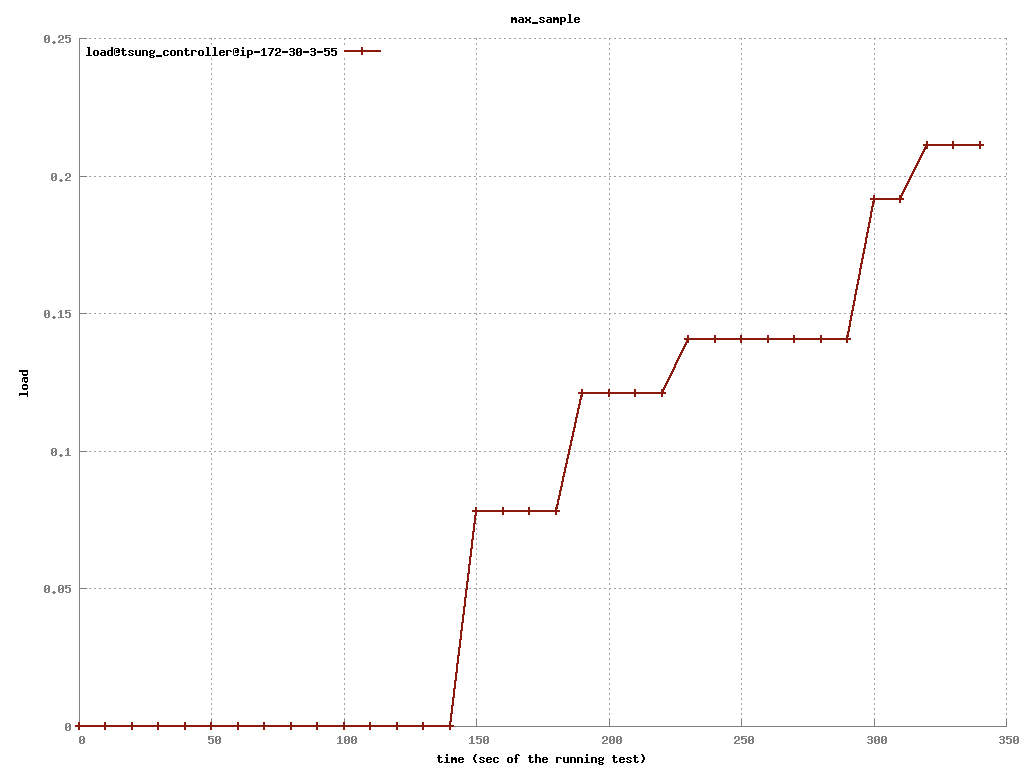 max_sample
load@tsung_controller@ip-172-30-3-55
0.25
0.2
0.15
0.1
0.05
0
load
0 50 100 150 200 250 300 350
time (sec of the running test)